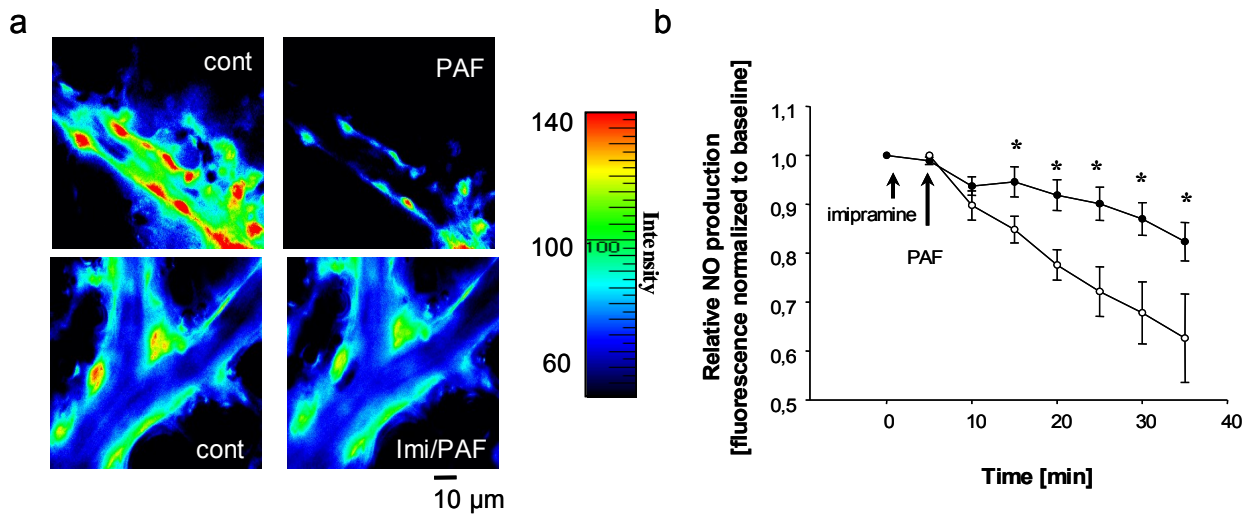 a
cont
PAF
cont
Imi/PAF
10 µm
140
100
60
100
Intensity
b
Relative NO production
[fluorescence normalized to baseline]
1,1
1,0
0,9
0,8
0,7
0,6
0,5
* * * * *
imipramine
PAF
0 10 20 30 40
Time [min]